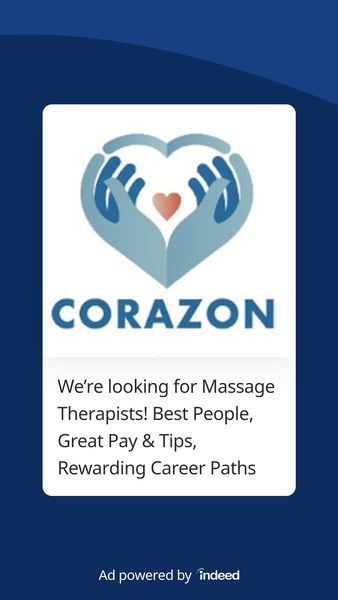 CORAZON
We're looking for Massage
Therapists! Best People,
Great Pay & Tips,
Rewarding Career Paths
Ad powered by indeed